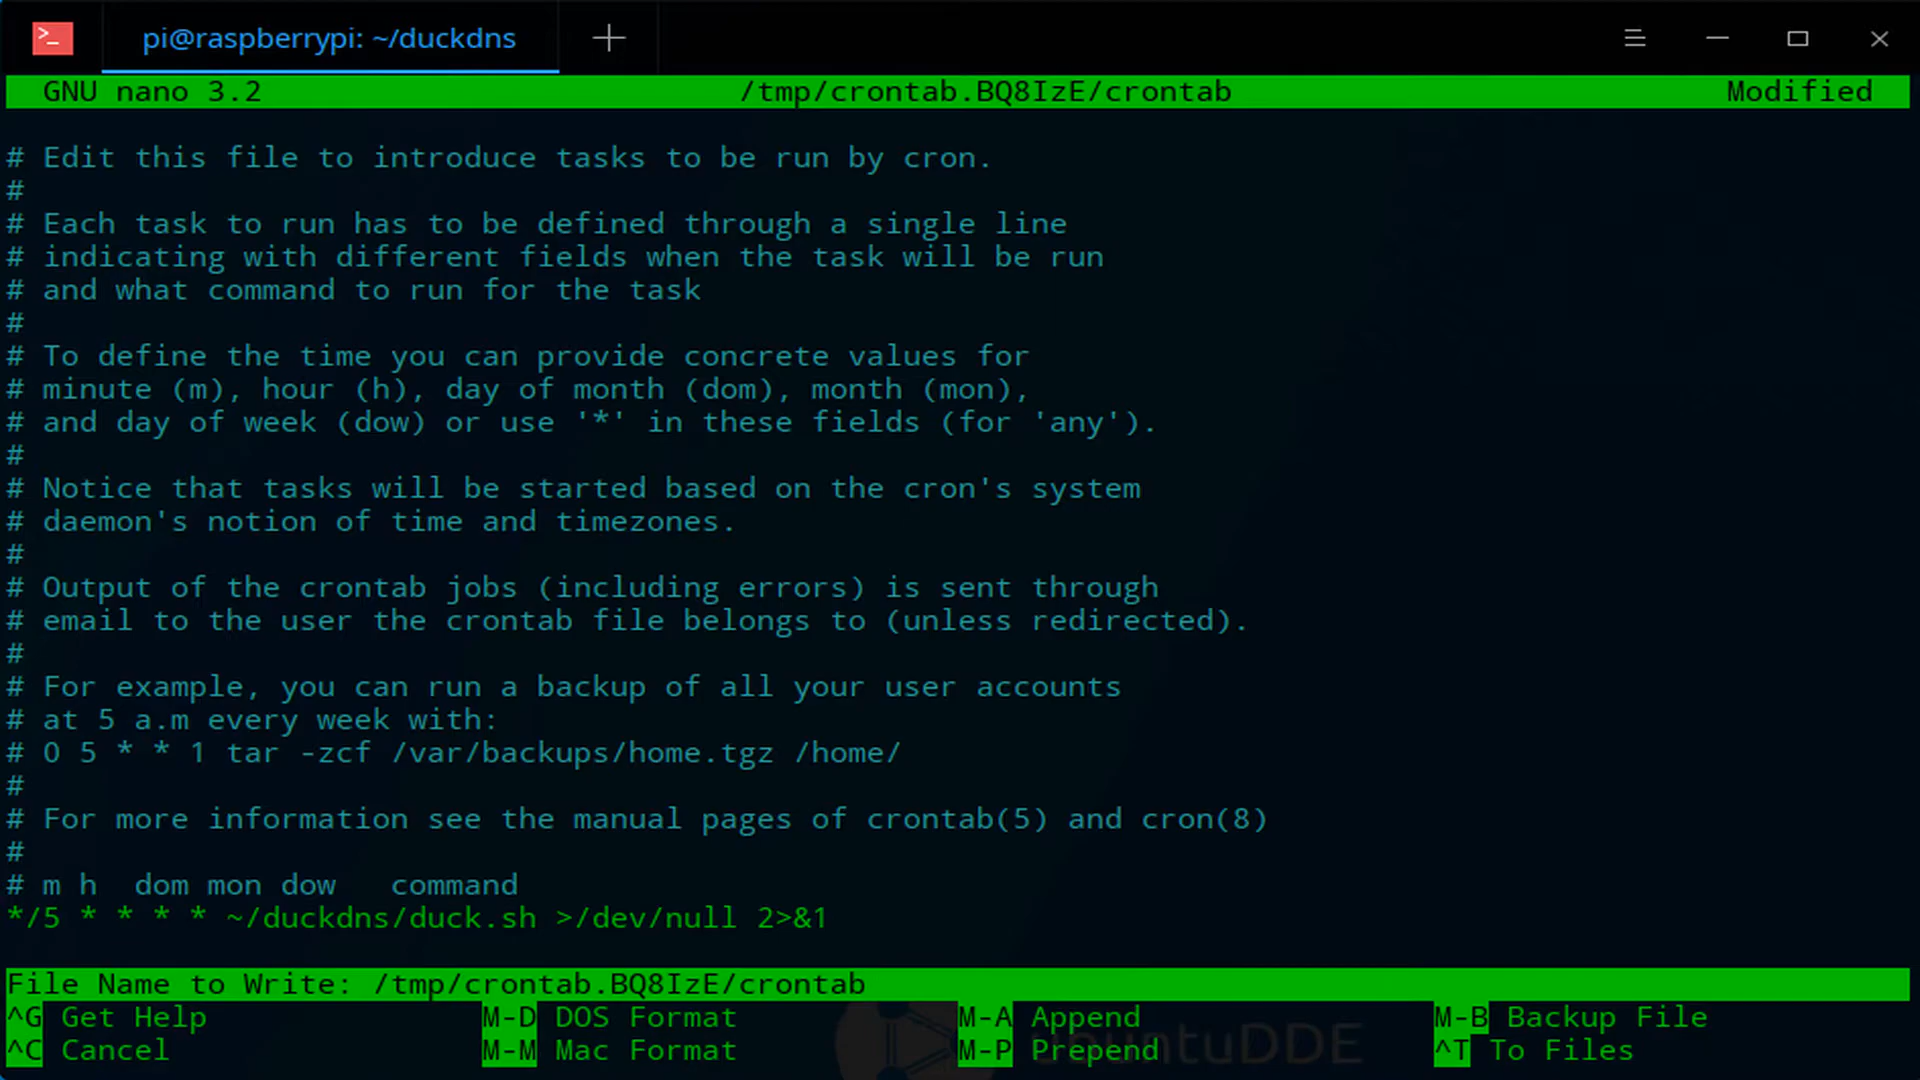 >_ pi@raspberrypi: ~/duckdns
GNU nano 3.2 /tmp/crontab.BQ8IzE/crontab Modified
# Edit this file to introduce tasks to be run by cron.
#
# Each task to run has to be defined through a single line
# indicating with different fields when the task will be run
# and what command to run for the task
#
# To define the time you can provide concrete values for
# minute (m), hour (h), day of month (dom), month (mon),
# and day of week (dow) or use '*' in these fields (for 'any').
#
# Notice that tasks will be started based on the cron's system
# daemon's notion of time and timezones.
#
# Output of the crontab jobs (including errors) is sent through
# email to the user the crontab file belongs to (unless redirected).
#
# For example, you can run a backup of all your user accounts
# at 5 a.m every week with:
# 0 5 * * 1 tar -zcf /var/backups/home.tgz /home/
#
# For more information see the manual pages of crontab(5) and cron(8)
#
# m h  dom mon dow   command
*/5 * * * * ~/duckdns/duck.sh >/dev/null 2>&1
File Name to Write: /tmp/crontab.BQ8IzE/crontab
^G Get Help M-D DOS Format M-A Append M-B Backup File
^C Cancel M-M Mac Format M-P Prepend ^T To Files
UbuntuDDE